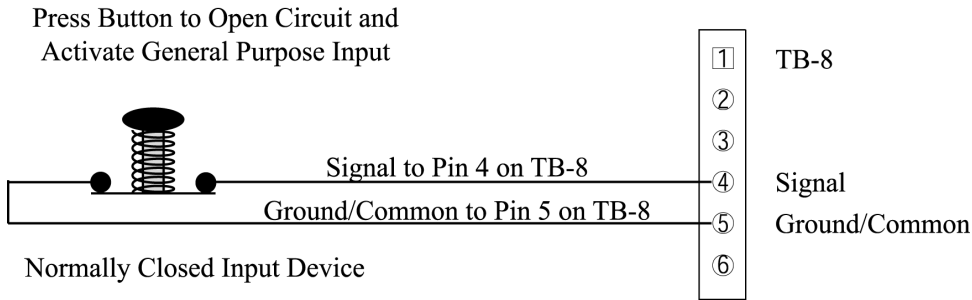 Press Button to Open Circuit and
Activate General Purpose Input
1 TB-8
2
3
Signal to Pin 4 on TB-8 4 Signal
Ground/Common to Pin 5 on TB-8 5 Ground/Common
6
Normally Closed Input Device